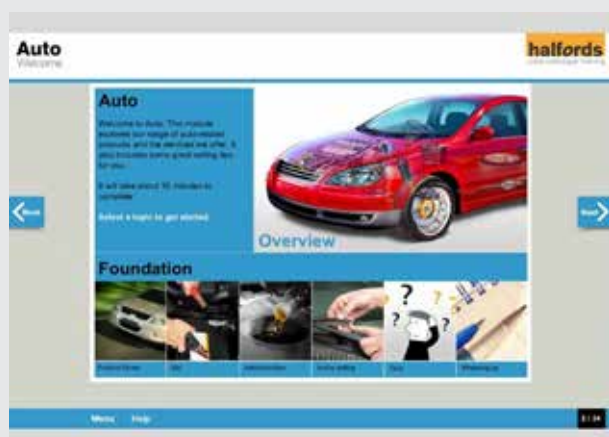 Auto
Welcome
halfords
Auto
Welcome to Auto. This module
explores our range of auto-related
products and the services we offer. It
also includes some great selling tips
for you.
It will take about 15 minutes to
complete.
Select a topic to get started.
Back
Next
Overview
Foundation
Quiz
Menu Help